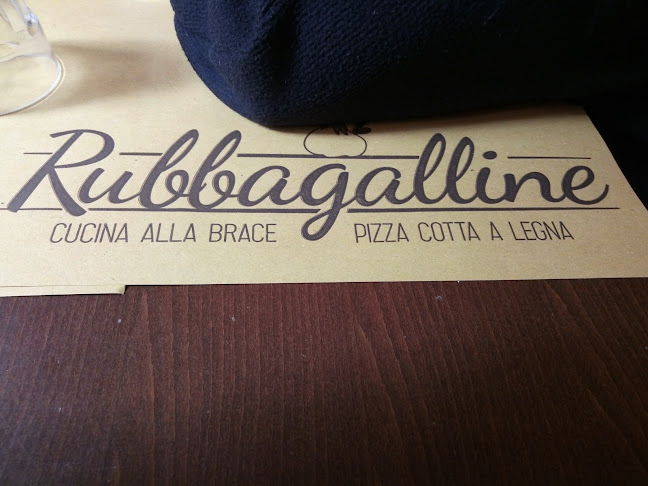 Rubbagalline
CUCINA ALLA BRACE PIZZA COTTA A LEGNA